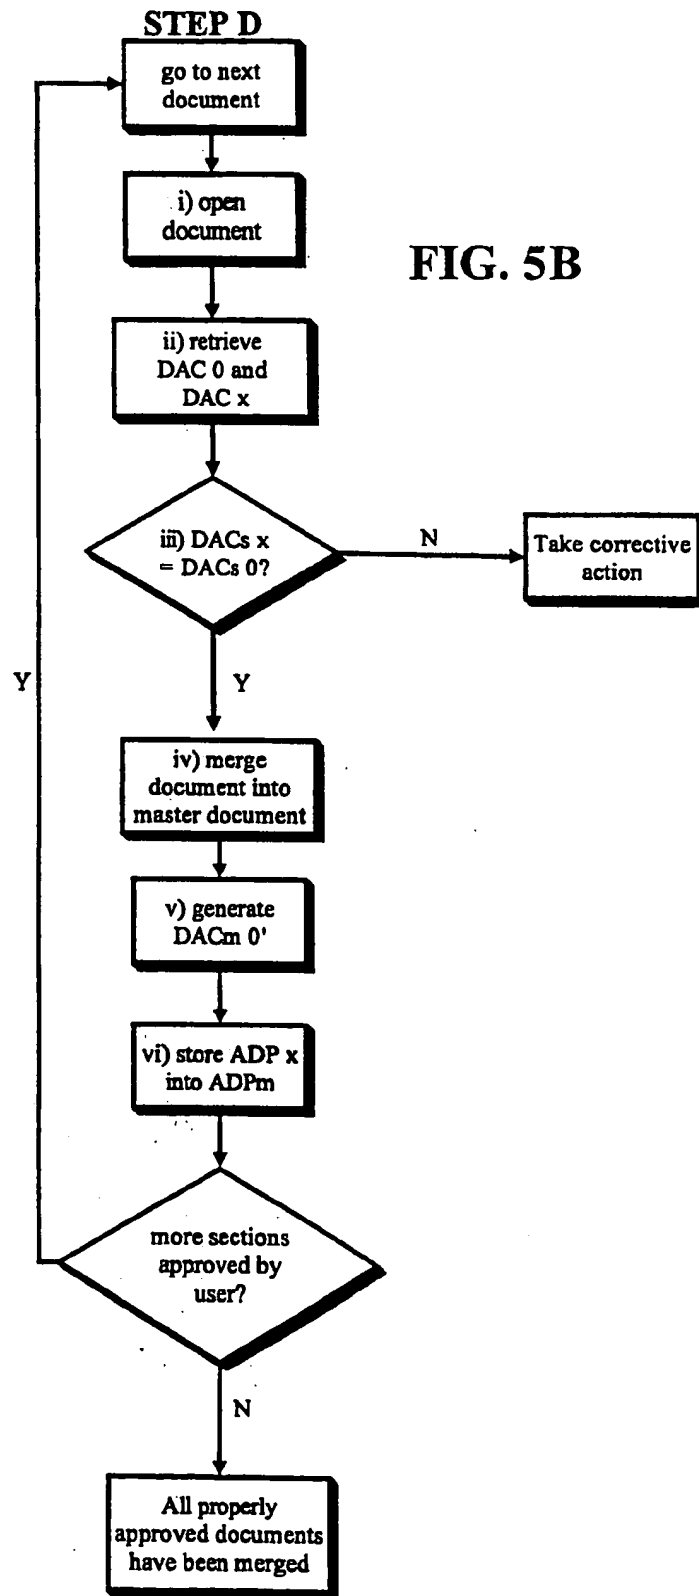 STEP D
go to next
document
i) open
document
FIG. 5B
ii) retrieve
DAC 0 and
DAC x
iii) DACs x
= DACs 0?
N
Take corrective
action
Y
Y
iv) merge
document into
master document
v) generate
DACm 0'
vi) store ADP x
into ADPm
more sections
approved by
user?
N
All properly
approved documents
have been merged